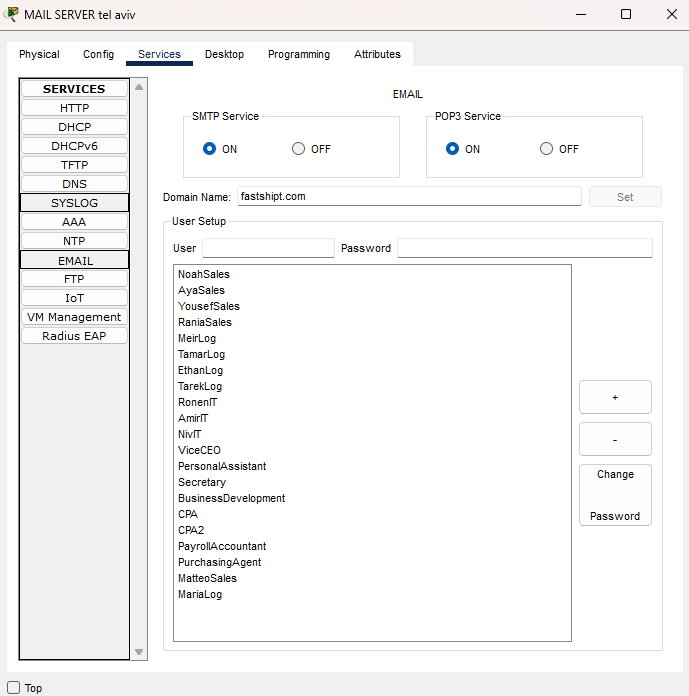 MAIL SERVER tel aviv
Physical Config Services Desktop Programming Attributes
SERVICES
HTTP
DHCP
DHCPv6
TFTP
DNS
SYSLOG
AAA
NTP
EMAIL
FTP
IoT
VM Management
Radius EAP
EMAIL
SMTP Service
ON OFF
POP3 Service
ON OFF
Domain Name: fastshipt.com Set
User Setup
User Password
NoahSales
AyaSales
YousefSales
RaniaSales
MeirLog
TamarLog
EthanLog
TarekLog
RonenIT
AmirIT
NivIT
ViceCEO
PersonalAssistant
Secretary
BusinessDevelopment
CPA
CPA2
PayrollAccountant
PurchasingAgent
MatteoSales
MariaLog
+
-
Change
Password
Top